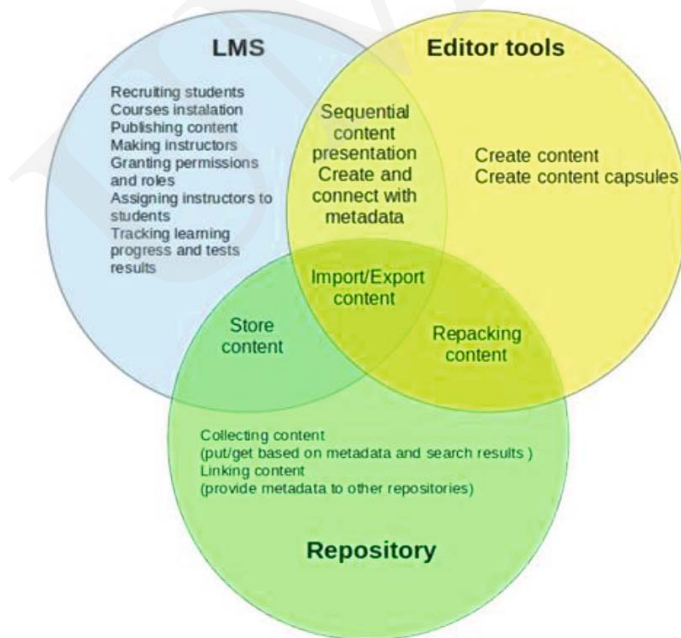 LMS
Editor tools
Recruiting students
Courses instalation
Publishing content
Making instructors
Granting permissions
and roles
Assigning instructors to
students
Tracking learning
progress and tests
results
Sequential
content
presentation
Create and
connect with
metadata
Create content
Create content capsules
Import/Export
content
Store
content
Repacking
content
Collecting content
(put/get based on metadata and search results )
Linking content
(provide metadata to other repositories)
Repository